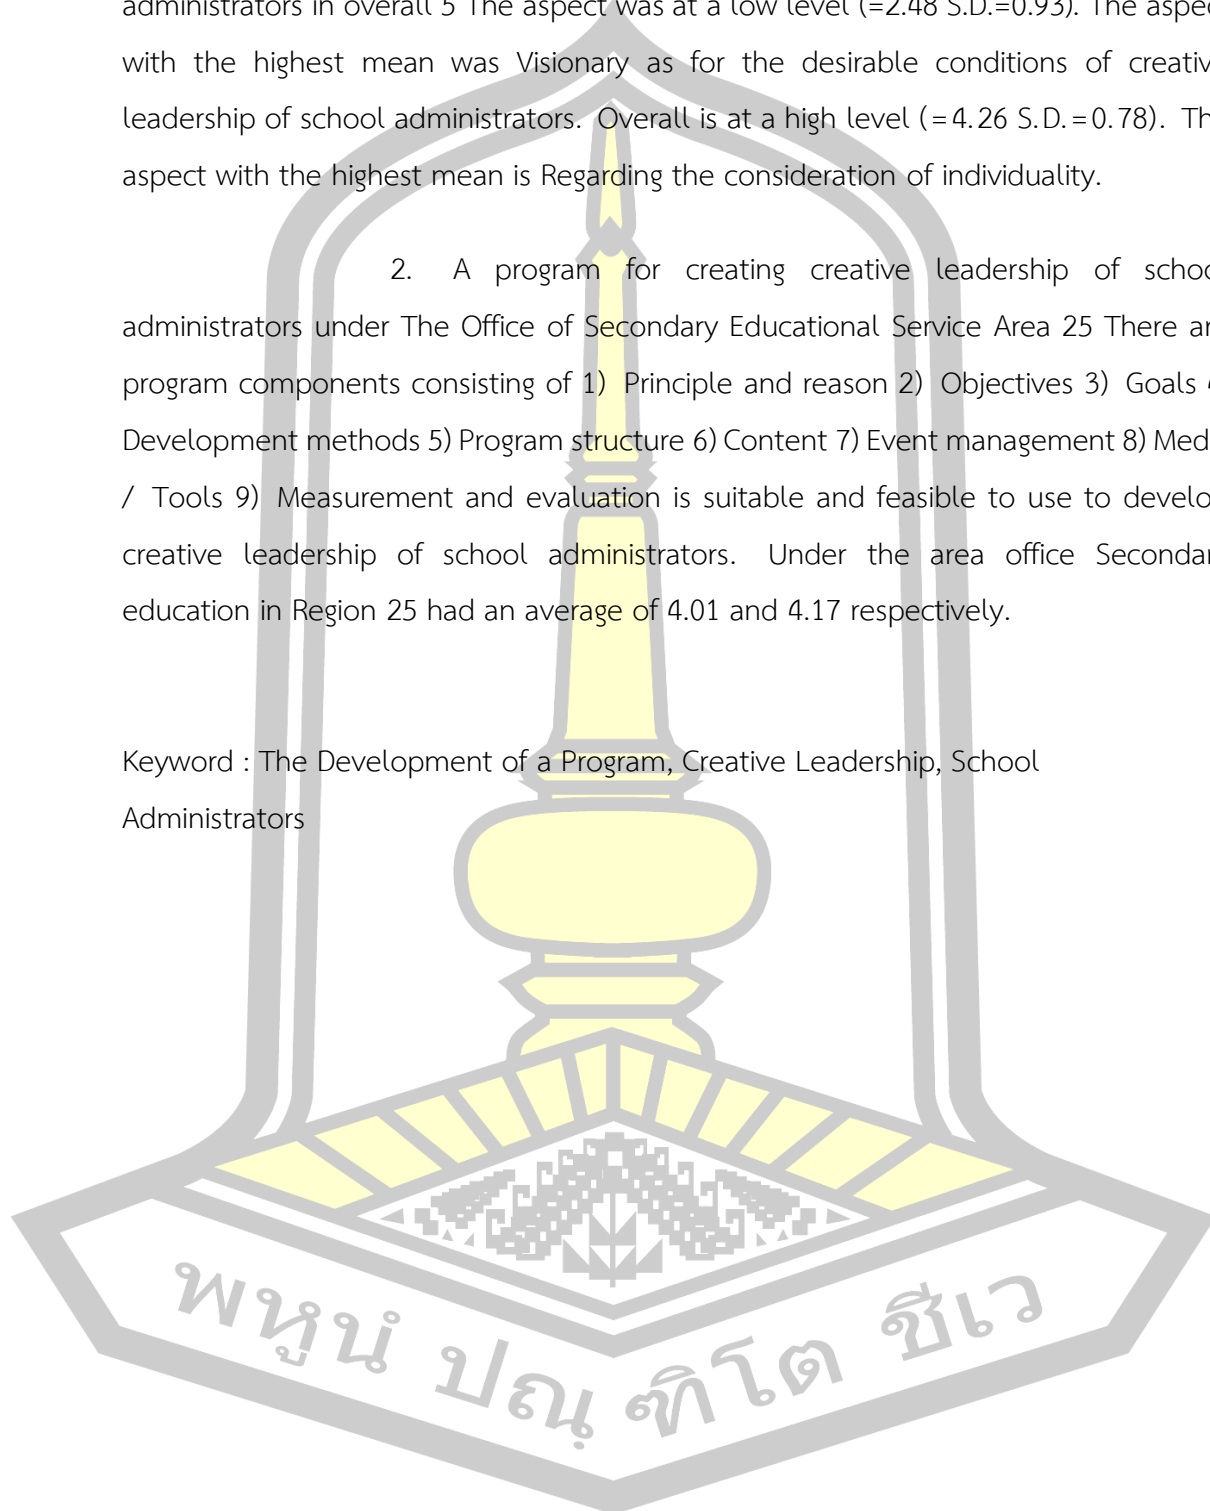 administrators in overall 5 The aspect was at a low level (=2.48 S.D.=0.93). The aspec
with the highest mean was Visionary as for the desirable conditions of creativ
leadership of school administrators. Overall is at a high level (=4.26 S.D.=0.78). Th
aspect with the highest mean is Regarding the consideration of individuality.
2. A program for creating creative leadership of schoo
administrators under The Office of Secondary Educational Service Area 25 There ar
program components consisting of 1) Principle and reason 2) Objectives 3) Goals 4
Development methods 5) Program structure 6) Content 7) Event management 8) Med
/ Tools 9) Measurement and evaluation is suitable and feasible to use to develo
creative leadership of school administrators. Under the area office Secondar
education in Region 25 had an average of 4.01 and 4.17 respectively.
Keyword : The Development of a Program, Creative Leadership, School
Administrators
พหูนํ ปณฺฑิโต ชีเว